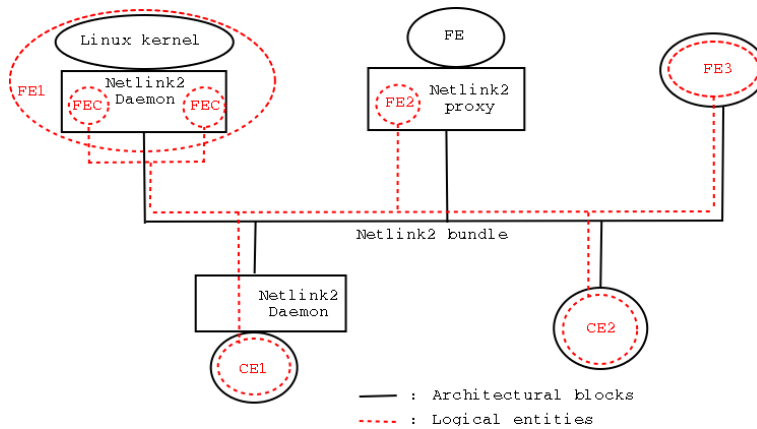 Linux kernel
FE
FE3
FE1
Netlink2
Daemon
FEC
FEC
FE2
Netlink2
proxy
Netlink2 bundle
Netlink2
Daemon
CE1
CE2
: Architectural blocks
: Logical entities